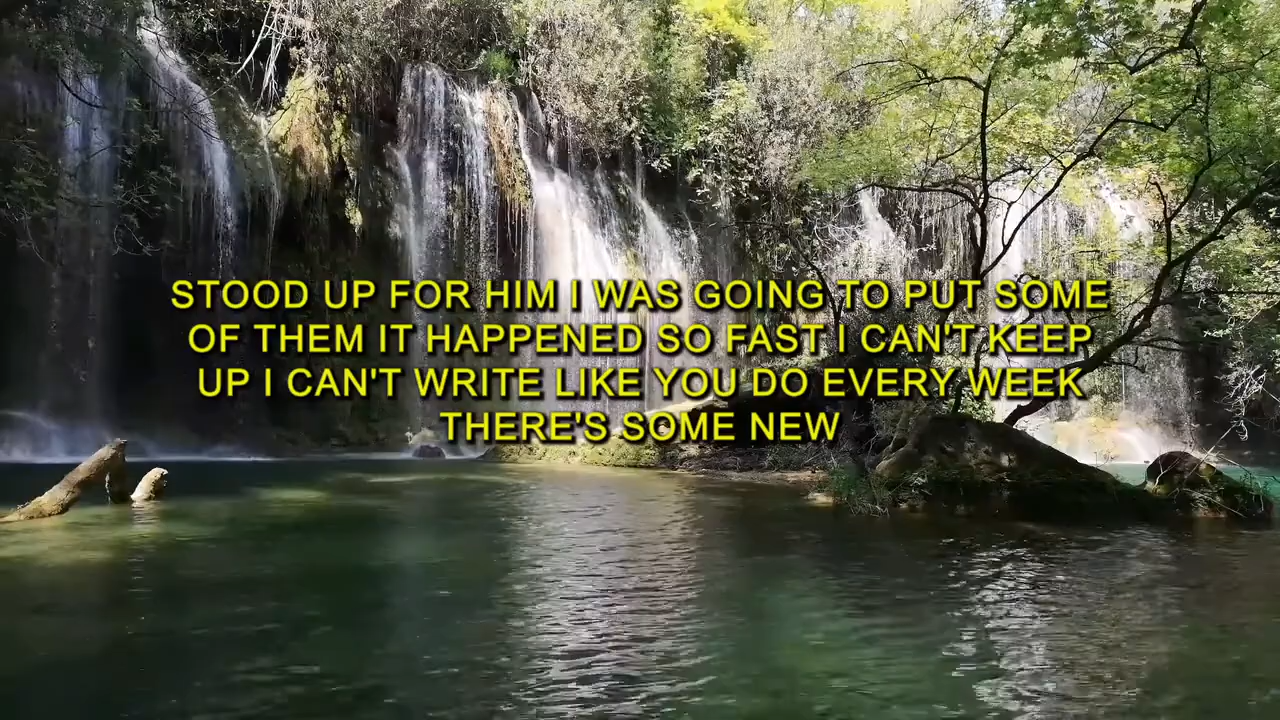 STOOD UP FOR HIM I WAS GOING TO PUT SOME
OF THEM IT HAPPENED SO FAST I CAN'T KEEP
UP I CAN'T WRITE LIKE YOU DO EVERY WEEK
THERE'S SOME NEW